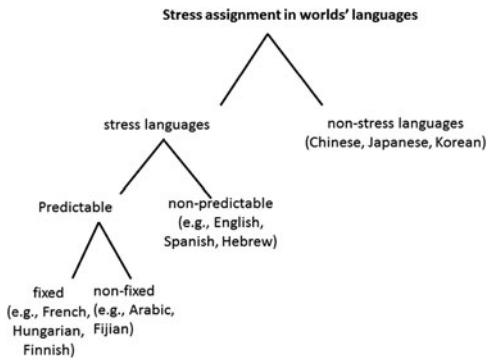 Stress assignment in worlds' languages
stress languages
non-stress languages
(Chinese, Japanese, Korean)
Predictable
non-predictable
(e.g., English,
Spanish, Hebrew)
fixed
(e.g., French,
Hungarian,
Finnish)
non-fixed
(e.g., Arabic,
Fijian)